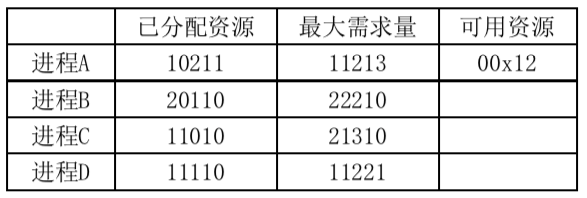 已分配资源 最大需求量 可用资源
进程A 10211 11213 00x12
进程B 20110 22210
进程C 11010 21310
进程D 11110 11221